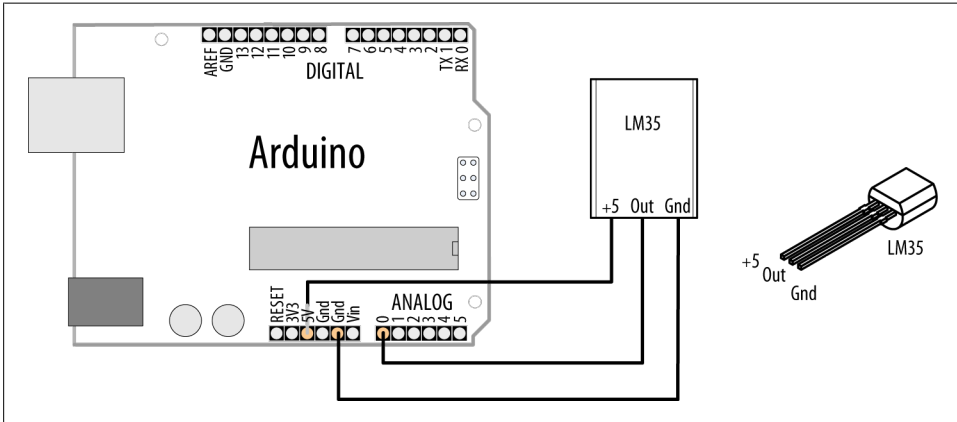 AREF
GND
13
12
11
10
9
8
7
6
5
4
3
2
TX 1
RX 0
DIGITAL
Arduino
LM35
+5 Out Gnd
+5
Out
Gnd
LM35
RESET
3V3
5V
Gnd
Gnd
Vin
ANALOG
0
1
2
3
4
5